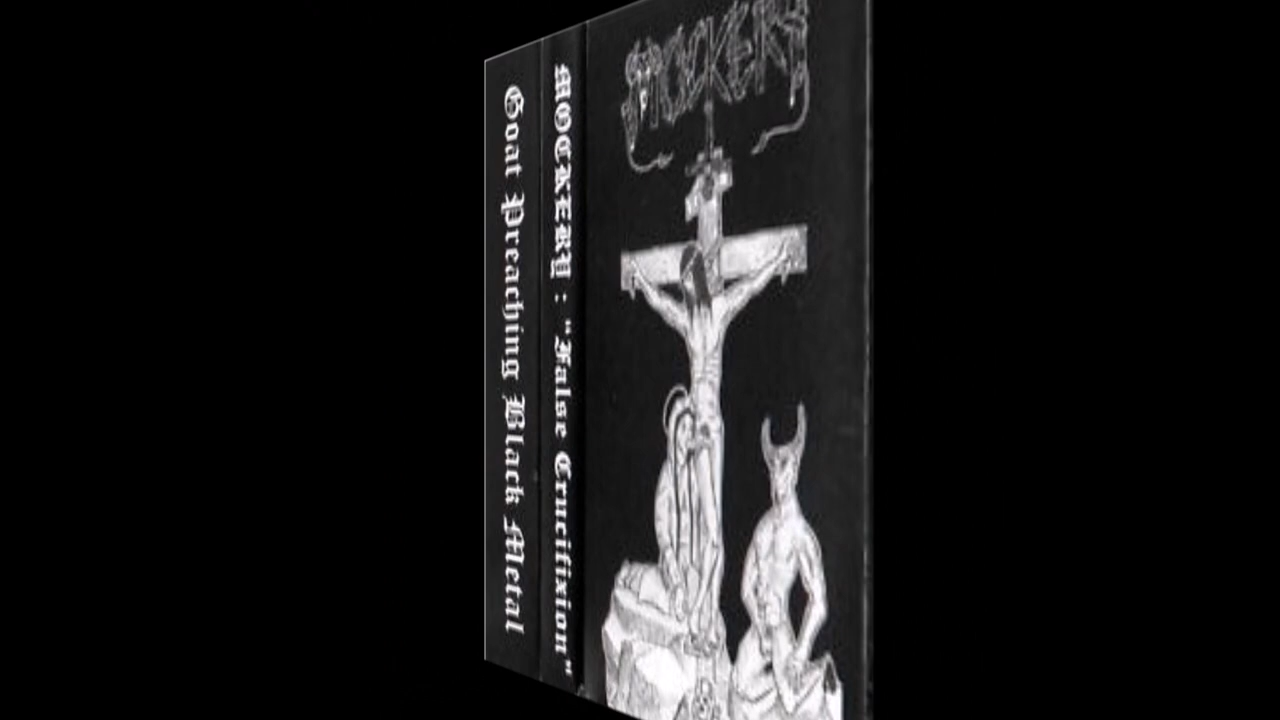 Goat Preaching Black Metal
MOCKERY : "False Crucifixion"
MOCKERY